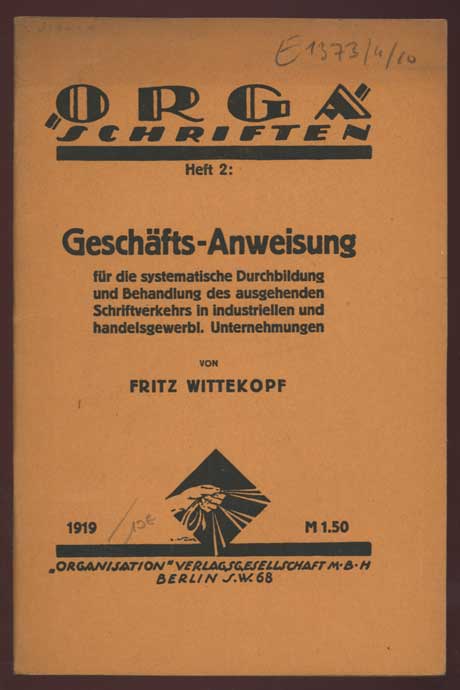 E1373/4/10
"ORGA"
SCHRIFTEN
Heft 2:
Geschäfts-Anweisung
für die systematische Durchbildung
und Behandlung des ausgehenden
Schriftverkehrs in industriellen und
handelsgewerbl. Unternehmungen
VON
FRITZ WITTEKOPF
1919
M 1.50
„ORGANISATION" VERLAGSGESELLSCHAFT M·B·H
BERLIN S.W. 68